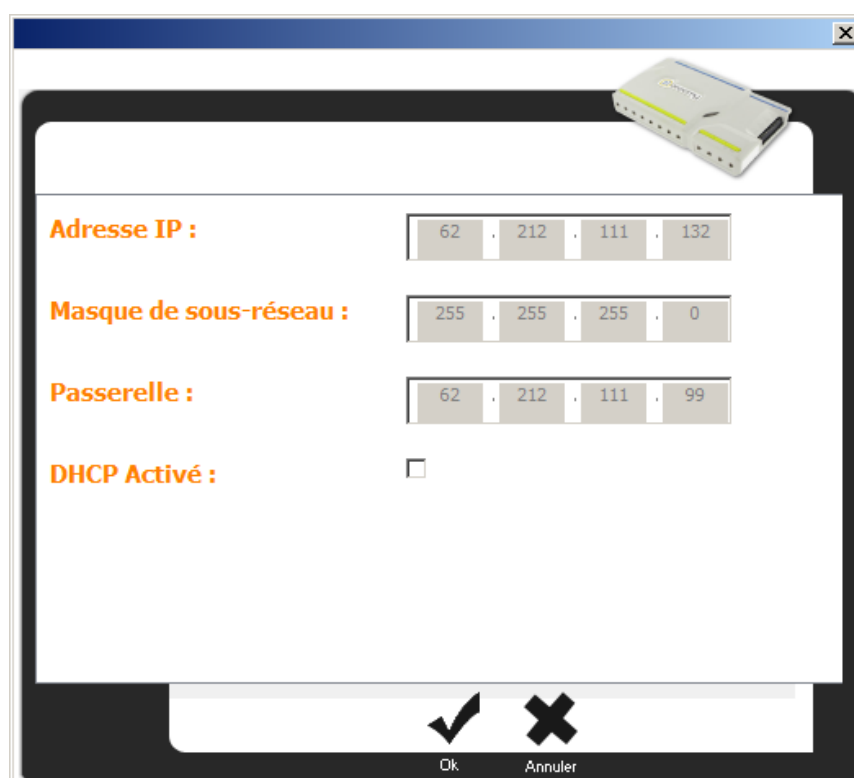 Adresse IP : 62 . 212 . 111 . 132
Masque de sous-réseau : 255 . 255 . 255 . 0
Passerelle : 62 . 212 . 111 . 99
DHCP Activé :
Ok Annuler